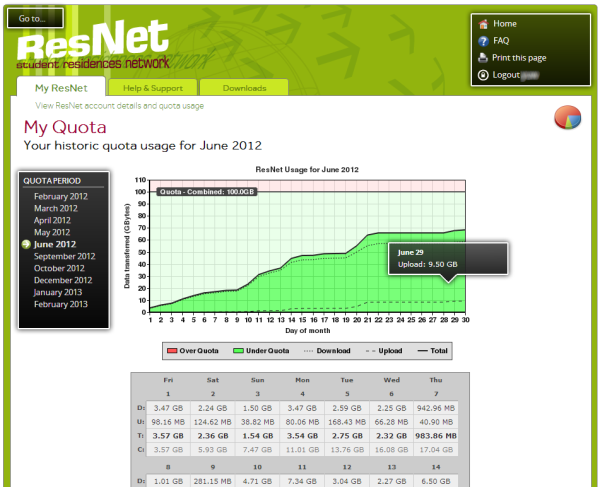 Go to...
ResNet
student residences network
Home
FAQ
Print this page
Logout
My ResNet
Help & Support
Downloads
View ResNet account details and quota usage
My Quota
Your historic quota usage for June 2012
QUOTA PERIOD
February 2012
March 2012
April 2012
May 2012
June 2012
September 2012
October 2012
December 2012
January 2013
February 2013
ResNet Usage for June 2012
Data transferred (GBytes)
110
100
90
80
70
60
50
40
30
20
10
0
Quota - Combined: 100.0GB
June 29
Upload: 9.50 GB
1 2 3 4 5 6 7 8 9 10 11 12 13 14 15 16 17 18 19 20 21 22 23 24 25 26 27 28 29 30
Day of month
Over Quota Under Quota Download Upload Total
Fri Sat Sun Mon Tue Wed Thu
1 2 3 4 5 6 7
D: 3.47 GB 2.24 GB 1.50 GB 3.47 GB 2.59 GB 2.25 GB 942.96 MB
U: 98.16 MB 124.62 MB 38.82 MB 80.06 MB 168.43 MB 66.28 MB 40.90 MB
T: 3.57 GB 2.36 GB 1.54 GB 3.54 GB 2.75 GB 2.32 GB 983.86 MB
C: 3.57 GB 5.93 GB 7.47 GB 11.01 GB 13.76 GB 16.08 GB 17.04 GB
8 9 10 11 12 13 14
D: 1.01 GB 281.15 MB 4.71 GB 7.34 GB 3.04 GB 2.27 GB 6.50 GB